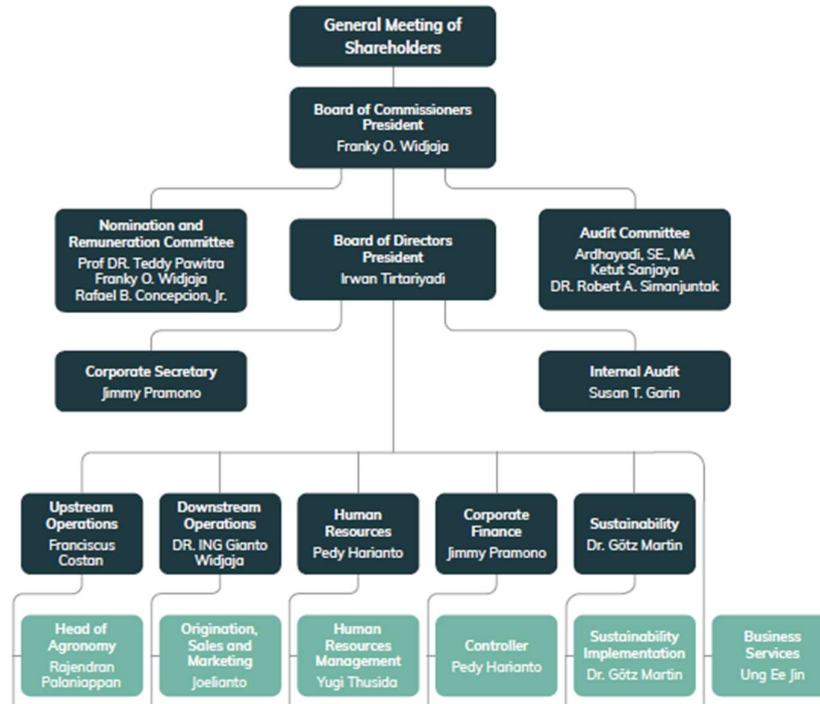 General Meeting of
Shareholders
Board of Commissioners
President
Franky O. Widjaja
Nomination and
Remuneration Committee
Prof DR. Teddy Pawitra
Franky O. Widjaja
Rafael B. Concepcion, Jr.
Board of Directors
President
Irwan Tirtariyadi
Audit Committee
Ardhayadi, SE., MA
Ketut Sanjaya
DR. Robert A. Simanjuntak
Corporate Secretary
Jimmy Pramono
Internal Audit
Susan T. Garin
Upstream
Operations
Franciscus
Costan
Downstream
Operations
DR. ING Gianto
Widjaja
Human
Resources
Pedy Harianto
Corporate
Finance
Jimmy Pramono
Sustainability
Dr. Götz Martin
Head of
Agronomy
Rajendran
Palaniappan
Origination,
Sales and
Marketing
Joelianto
Human
Resources
Management
Yugi Thusida
Controller
Pedy Harianto
Sustainability
Implementation
Dr. Götz Martin
Business
Services
Ung Ee Jin